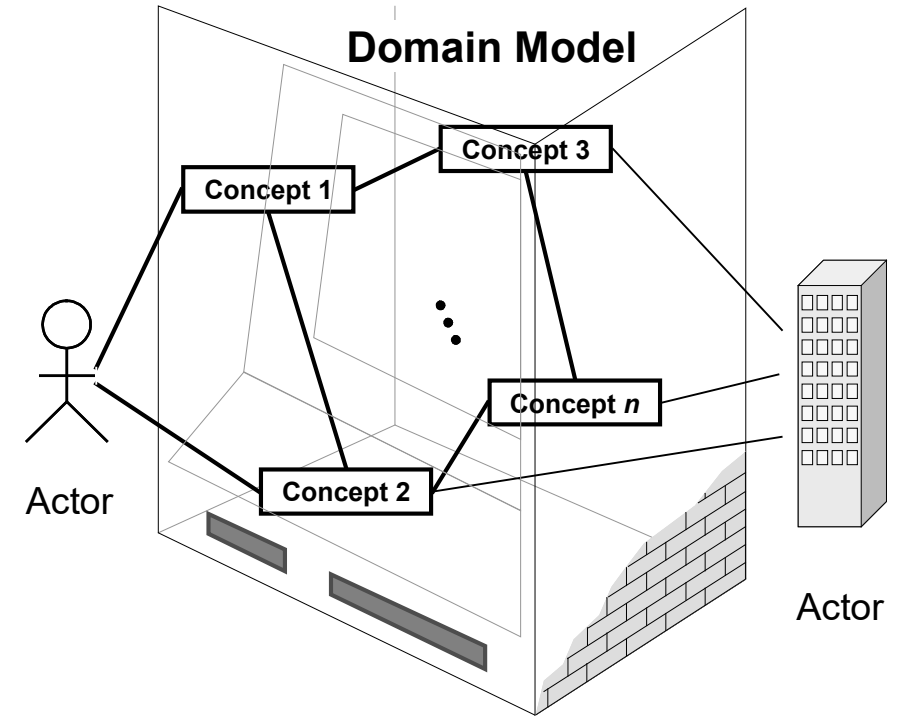 Domain Model
Concept 3
Concept 1
Concept n
Concept 2
Actor
Actor